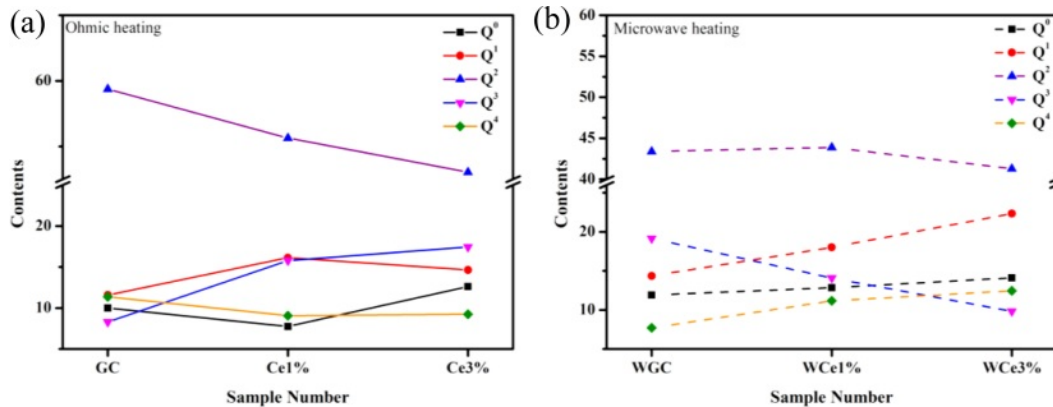 (a)
Ohmic heating
Q⁰
Q¹
Q²
Q³
Q⁴
60
20
10
Contents
GC Ce1% Ce3%
Sample Number
(b)
Microwave heating
Q⁰
Q¹
Q²
Q³
Q⁴
60
55
50
45
40
20
10
Contents
WGC WCe1% WCe3%
Sample Number